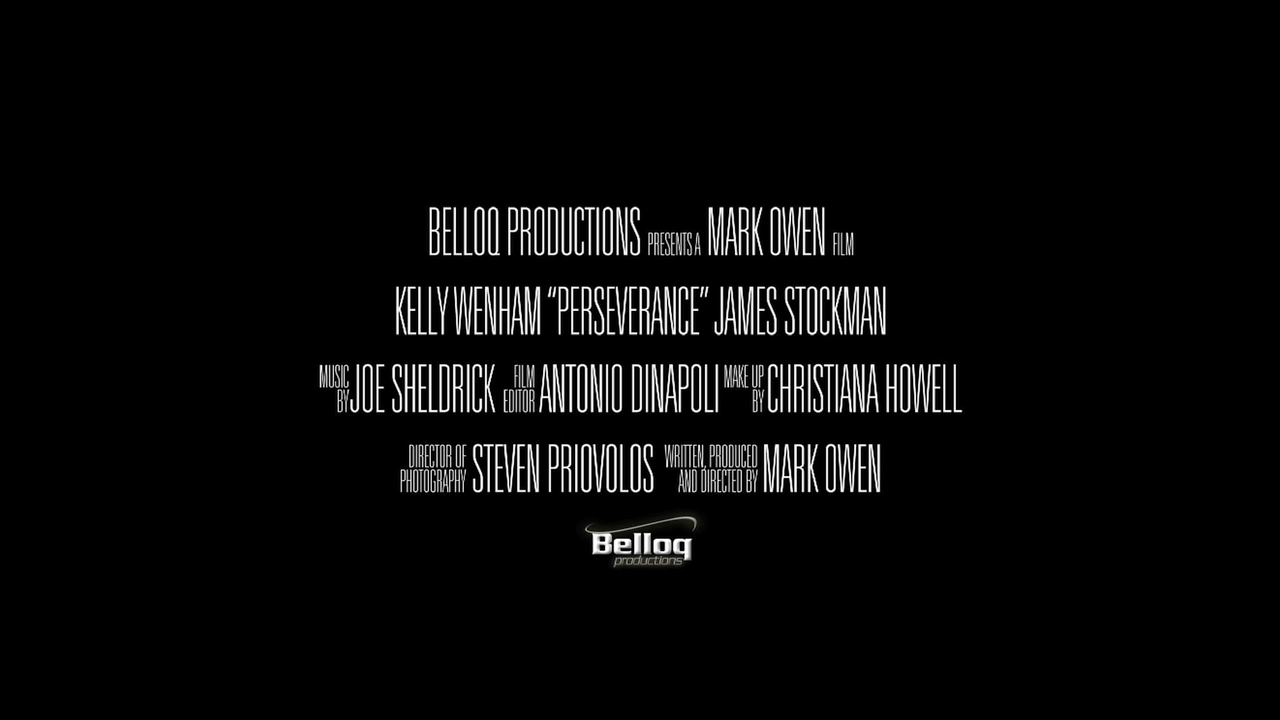 BELLOQ PRODUCTIONS PRESENTS A MARK OWEN FILM
KELLY WENHAM “PERSEVERANCE” JAMES STOCKMAN
MUSIC BY JOE SHELDRICK FILM EDITOR ANTONIO DINAPOLI MAKE UP BY CHRISTIANA HOWELL
DIRECTOR OF PHOTOGRAPHY STEVEN PRIOVOLOS WRITTEN, PRODUCED AND DIRECTED BY MARK OWEN
Belloq
productions